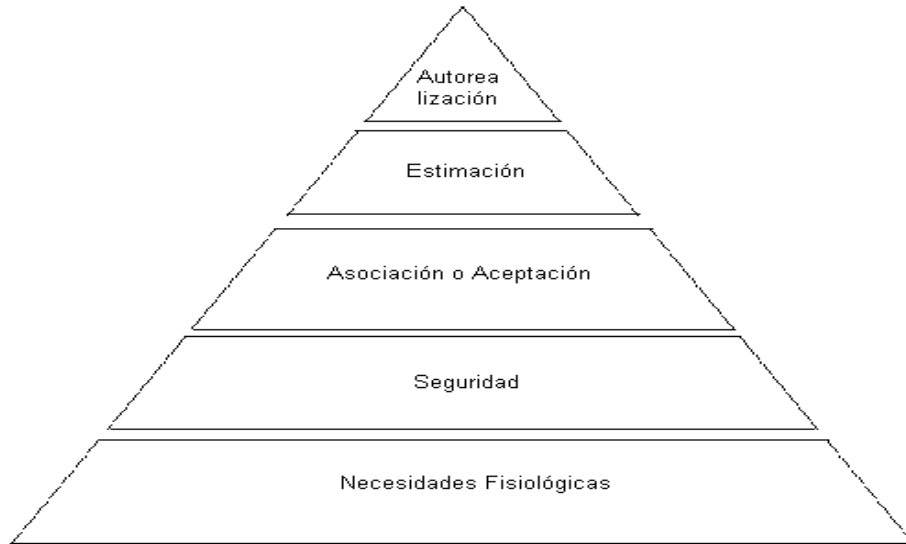 Autorea
lización
Estimación
Asociación o Aceptación
Seguridad
Necesidades Fisiológicas